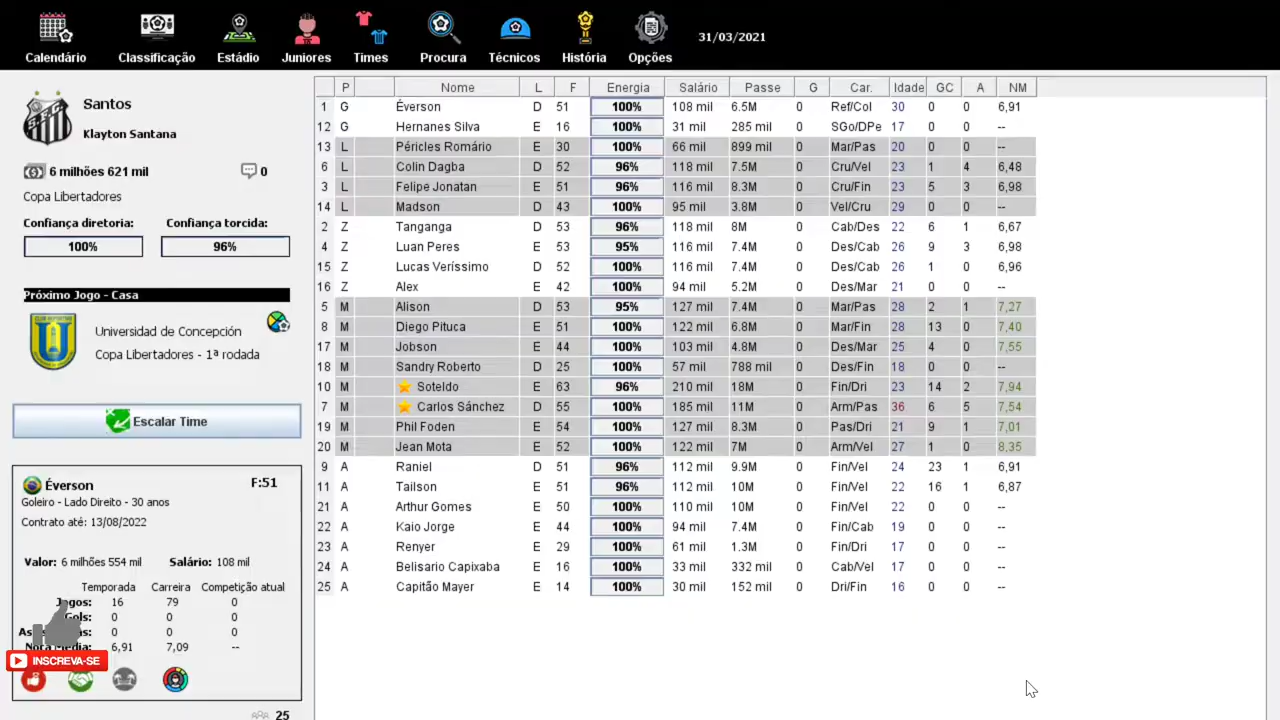 Calendário Classificação Estádio Juniores Times Procura Técnicos História Opções 31/03/2021
Santos
Klayton Santana
6 milhões 621 mil 0
Copa Libertadores
Confiança diretoria: Confiança torcida:
100% 96%
Próximo Jogo - Casa
Universidad de Concepción
Copa Libertadores - 1ª rodada
Escalar Time
Éverson F:51
Goleiro - Lado Direito - 30 anos
Contrato até: 13/08/2022
Valor: 6 milhões 554 mil Salário: 108 mil
Temporada Carreira Competição atual
Jogos: 16 79 0
Gols: 0 0 0
0 0 0
6,91 7,09 --
INSCREVA-SE
25
P Nome L F Energia Salário Passe G Car. Idade GC A NM
1 G Éverson D 51 100% 108 mil 6.5M 0 Ref/Col 30 0 0 6,91
12 G Hernanes Silva E 16 100% 31 mil 285 mil 0 SGo/DPe 17 0 0 --
13 L Péricles Romário E 30 100% 66 mil 899 mil 0 Mar/Pas 20 0 0 --
6 L Colin Dagba D 52 96% 118 mil 7.5M 0 Cru/Vel 23 1 4 6,48
3 L Felipe Jonatan E 51 96% 116 mil 8.3M 0 Cru/Fin 23 5 3 6,98
14 L Madson D 43 100% 95 mil 3.8M 0 Vel/Cru 29 0 0 --
2 Z Tanganga D 53 96% 118 mil 8M 0 Cab/Des 22 6 1 6,67
4 Z Luan Peres E 53 95% 116 mil 7.4M 0 Des/Cab 26 9 3 6,98
15 Z Lucas Veríssimo D 52 100% 116 mil 7.4M 0 Des/Cab 26 1 0 6,96
16 Z Alex E 42 100% 94 mil 5.2M 0 Des/Mar 21 0 0 --
5 M Alison D 53 95% 127 mil 7.4M 0 Mar/Pas 28 2 1 7,27
8 M Diego Pituca E 51 100% 122 mil 6.8M 0 Mar/Fin 28 13 0 7,40
17 M Jobson E 44 100% 103 mil 4.8M 0 Des/Mar 25 4 0 7,55
18 M Sandry Roberto D 25 100% 57 mil 788 mil 0 Des/Fin 18 0 0 --
10 M Soteldo E 63 96% 210 mil 18M 0 Fin/Dri 23 14 2 7,94
7 M Carlos Sánchez D 55 100% 185 mil 11M 0 Arm/Pas 36 6 5 7,54
19 M Phil Foden E 54 100% 127 mil 8.3M 0 Pas/Dri 21 9 1 7,01
20 M Jean Mota E 52 100% 122 mil 7M 0 Arm/Vel 27 1 0 8,35
9 A Raniel D 51 96% 112 mil 9.9M 0 Fin/Vel 24 23 1 6,91
11 A Tailson E 51 96% 112 mil 10M 0 Fin/Vel 22 16 1 6,87
21 A Arthur Gomes E 50 100% 110 mil 10M 0 Fin/Vel 22 0 0 --
22 A Kaio Jorge E 44 100% 94 mil 7.4M 0 Fin/Cab 19 0 0 --
23 A Renyer E 29 100% 61 mil 1.3M 0 Fin/Dri 17 0 0 --
24 A Belisario Capixaba E 16 100% 33 mil 332 mil 0 Cab/Vel 17 0 0 --
25 A Capitão Mayer E 14 100% 30 mil 152 mil 0 Dri/Fin 16 0 0 --